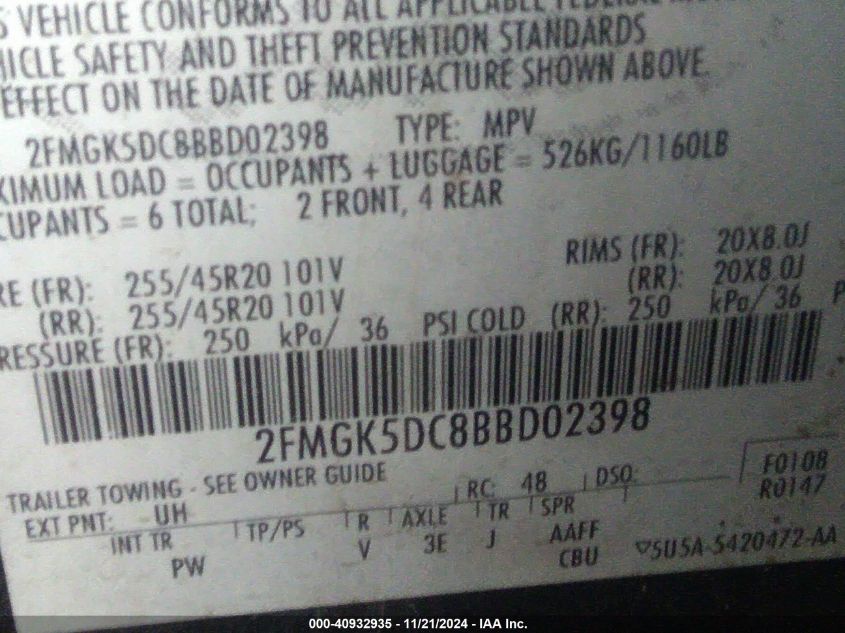 S VEHICLE CONFORMS TO ALL APPLICABLE FEDERAL
HICLE SAFETY AND THEFT PREVENTION STANDARDS
EFFECT ON THE DATE OF MANUFACTURE SHOWN ABOVE.
2FMGK5DC8BBD02398 TYPE: MPV
XIMUM LOAD = OCCUPANTS + LUGGAGE = 526KG/1160LB
CUPANTS = 6 TOTAL; 2 FRONT, 4 REAR
RE (FR): 255/45R20 101V RIMS (FR): 20X8.0J
(RR): 255/45R20 101V (RR): 20X8.0J
RESSURE (FR): 250 kPa/ 36 PSI COLD (RR): 250 kPa/ 36 P
2FMGK5DC8BBD02398
TRAILER TOWING - SEE OWNER GUIDE
EXT PNT: UH RC: 48 DSO: F0108
R0147
INT TR TP/PS R AXLE TR SPR
PW V 3E J AAFF
CBU ▽5U5A-5420472-AA
000-40932935 - 11/21/2024 - IAA Inc.